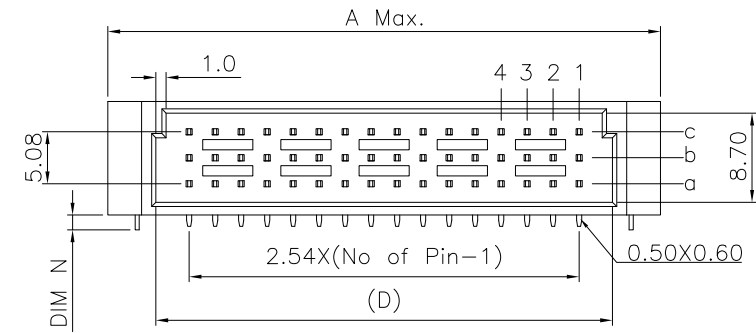 A Max.
1.0
4 3 2 1
c
b
a
5.08
8.70
2.54X(No of Pin-1)
0.50X0.60
(D)
DIM N